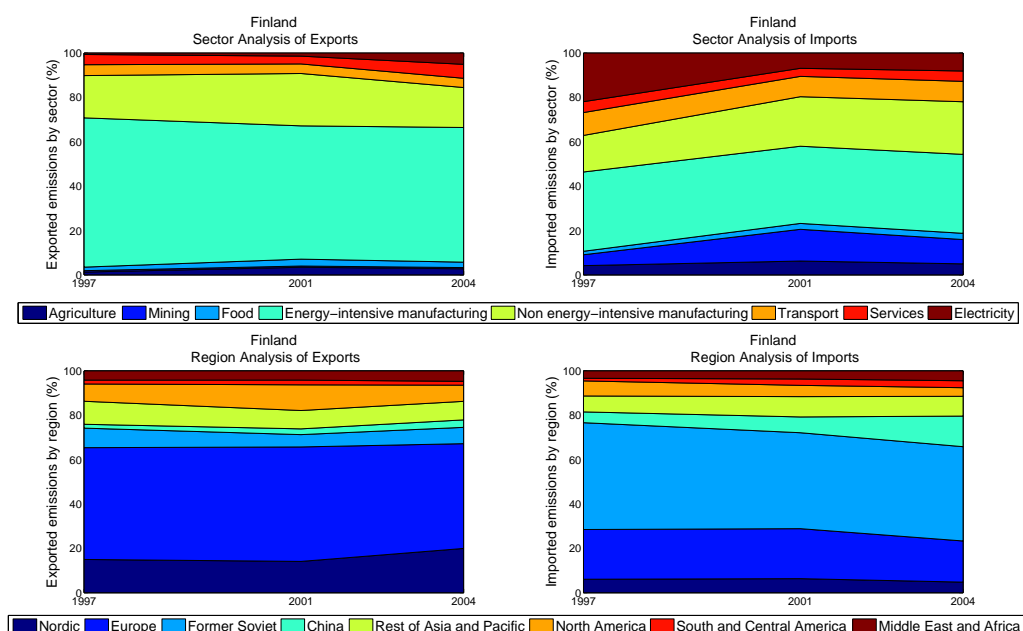 Finland
Sector Analysis of Exports
Exported emissions by sector (%)
100
80
60
40
20
0
1997
2001
2004
Finland
Sector Analysis of Imports
Imported emissions by sector (%)
100
80
60
40
20
0
1997
2001
2004
Agriculture Mining Food Energy−intensive manufacturing Non energy−intensive manufacturing Transport Services Electricity
Finland
Region Analysis of Exports
Exported emissions by region (%)
100
80
60
40
20
0
1997
2001
2004
Finland
Region Analysis of Imports
Imported emissions by region (%)
100
80
60
40
20
0
1997
2001
2004
Nordic Europe Former Soviet China Rest of Asia and Pacific North America South and Central America Middle East and Africa